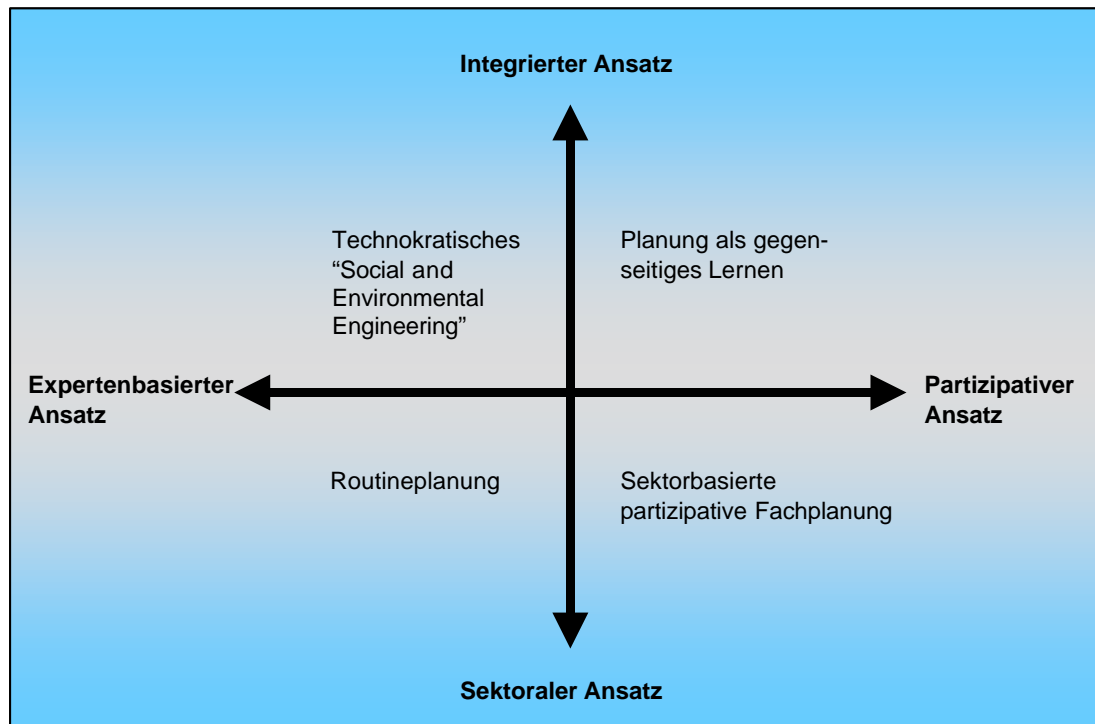 Integrierter Ansatz
Technokratisches
“Social and
Environmental
Engineering”
Planung als gegen-
seitiges Lernen
Expertenbasierter
Ansatz
Partizipativer
Ansatz
Routineplanung
Sektorbasierte
partizipative Fachplanung
Sektoraler Ansatz